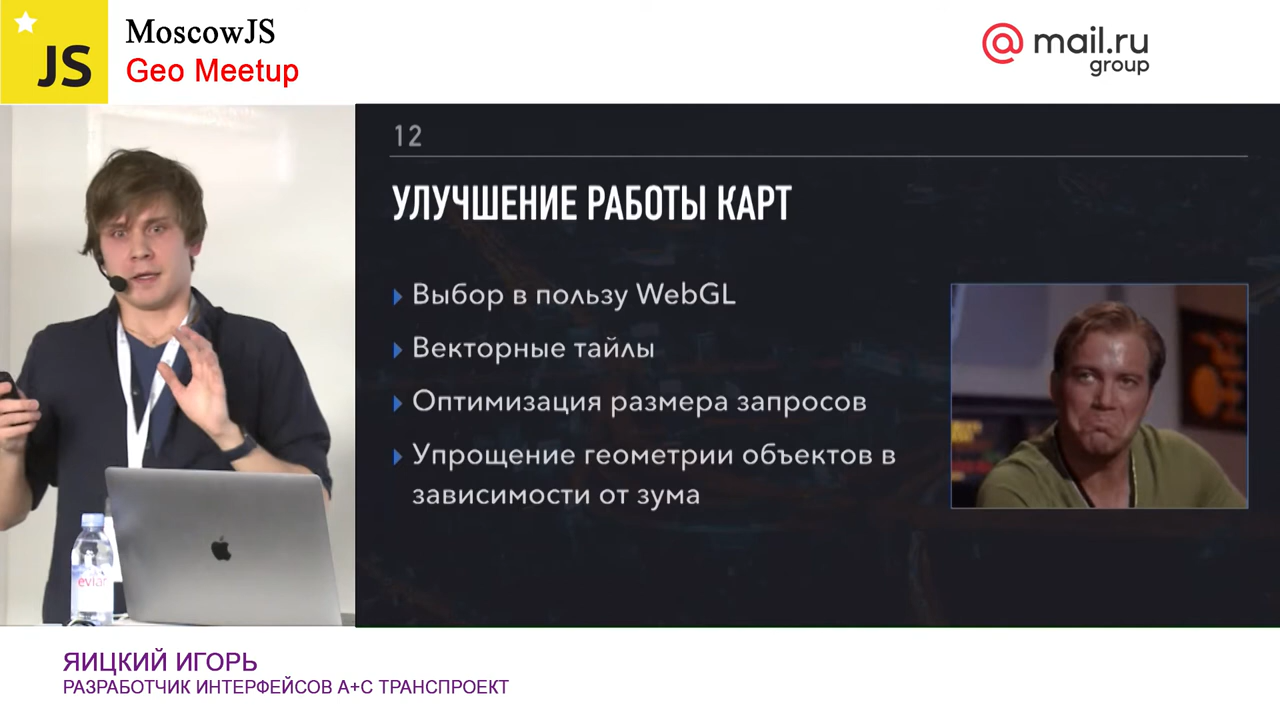 JS
MoscowJS
Geo Meetup
@mail.ru
group
12
УЛУЧШЕНИЕ РАБОТЫ КАРТ
Выбор в пользу WebGL
Векторные тайлы
Оптимизация размера запросов
Упрощение геометрии объектов в
зависимости от зума
evian
ЯИЦКИЙ ИГОРЬ
РАЗРАБОТЧИК ИНТЕРФЕЙСОВ А+С ТРАНСПРОЕКТ